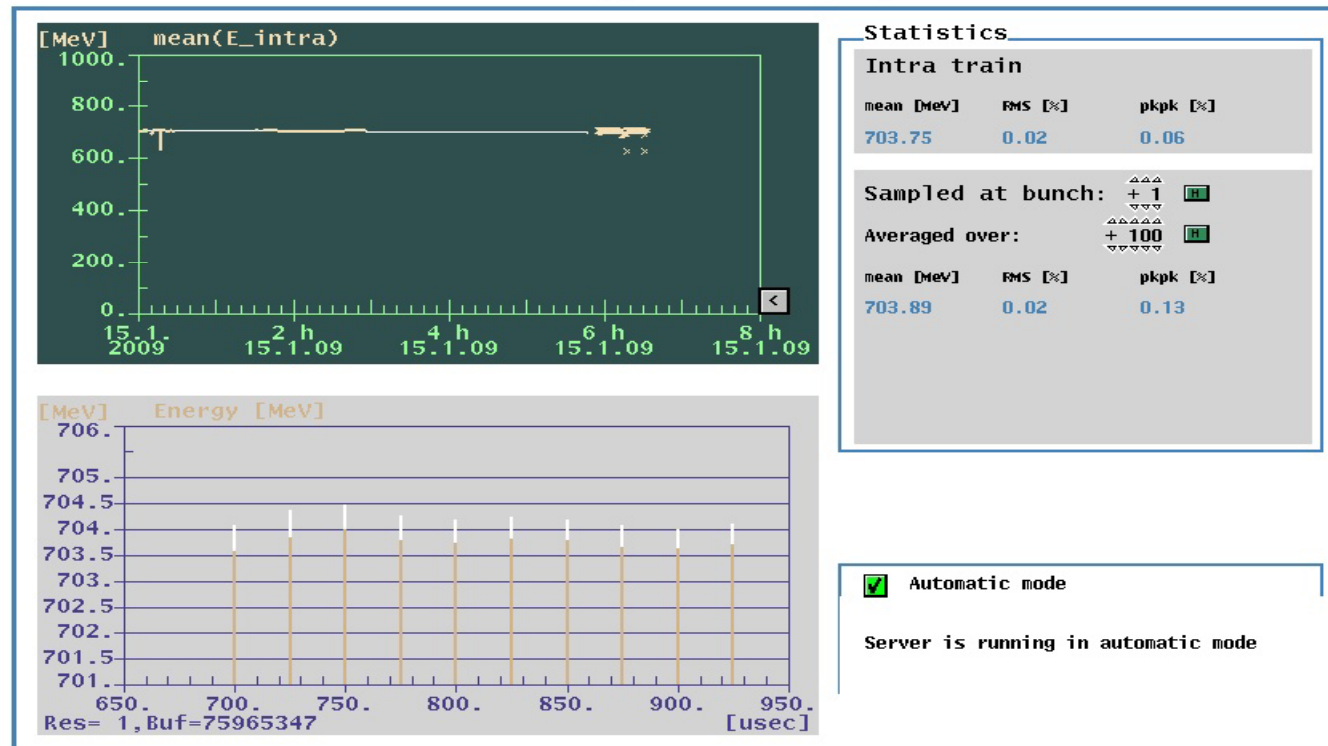 [MeV] mean(E_intra)
1000.
800.
600.
400.
200.
0.
<
15.1. 2 h 4 h 6 h 8 h
2009 15.1.09 15.1.09 15.1.09 15.1.09
[MeV] Energy [MeV]
706.
705.
704.5
704.
703.5
703.
702.5
702.
701.5
701.
650. 700. 750. 800. 850. 900. 950.
Res= 1,Buf=75965347 [usec]
Statistics
Intra train
mean [MeV] RMS [%] pkpk [%]
703.75 0.02 0.06
Sampled at bunch: + 1 H
Averaged over: + 100 H
mean [MeV] RMS [%] pkpk [%]
703.89 0.02 0.13
Automatic mode
Server is running in automatic mode